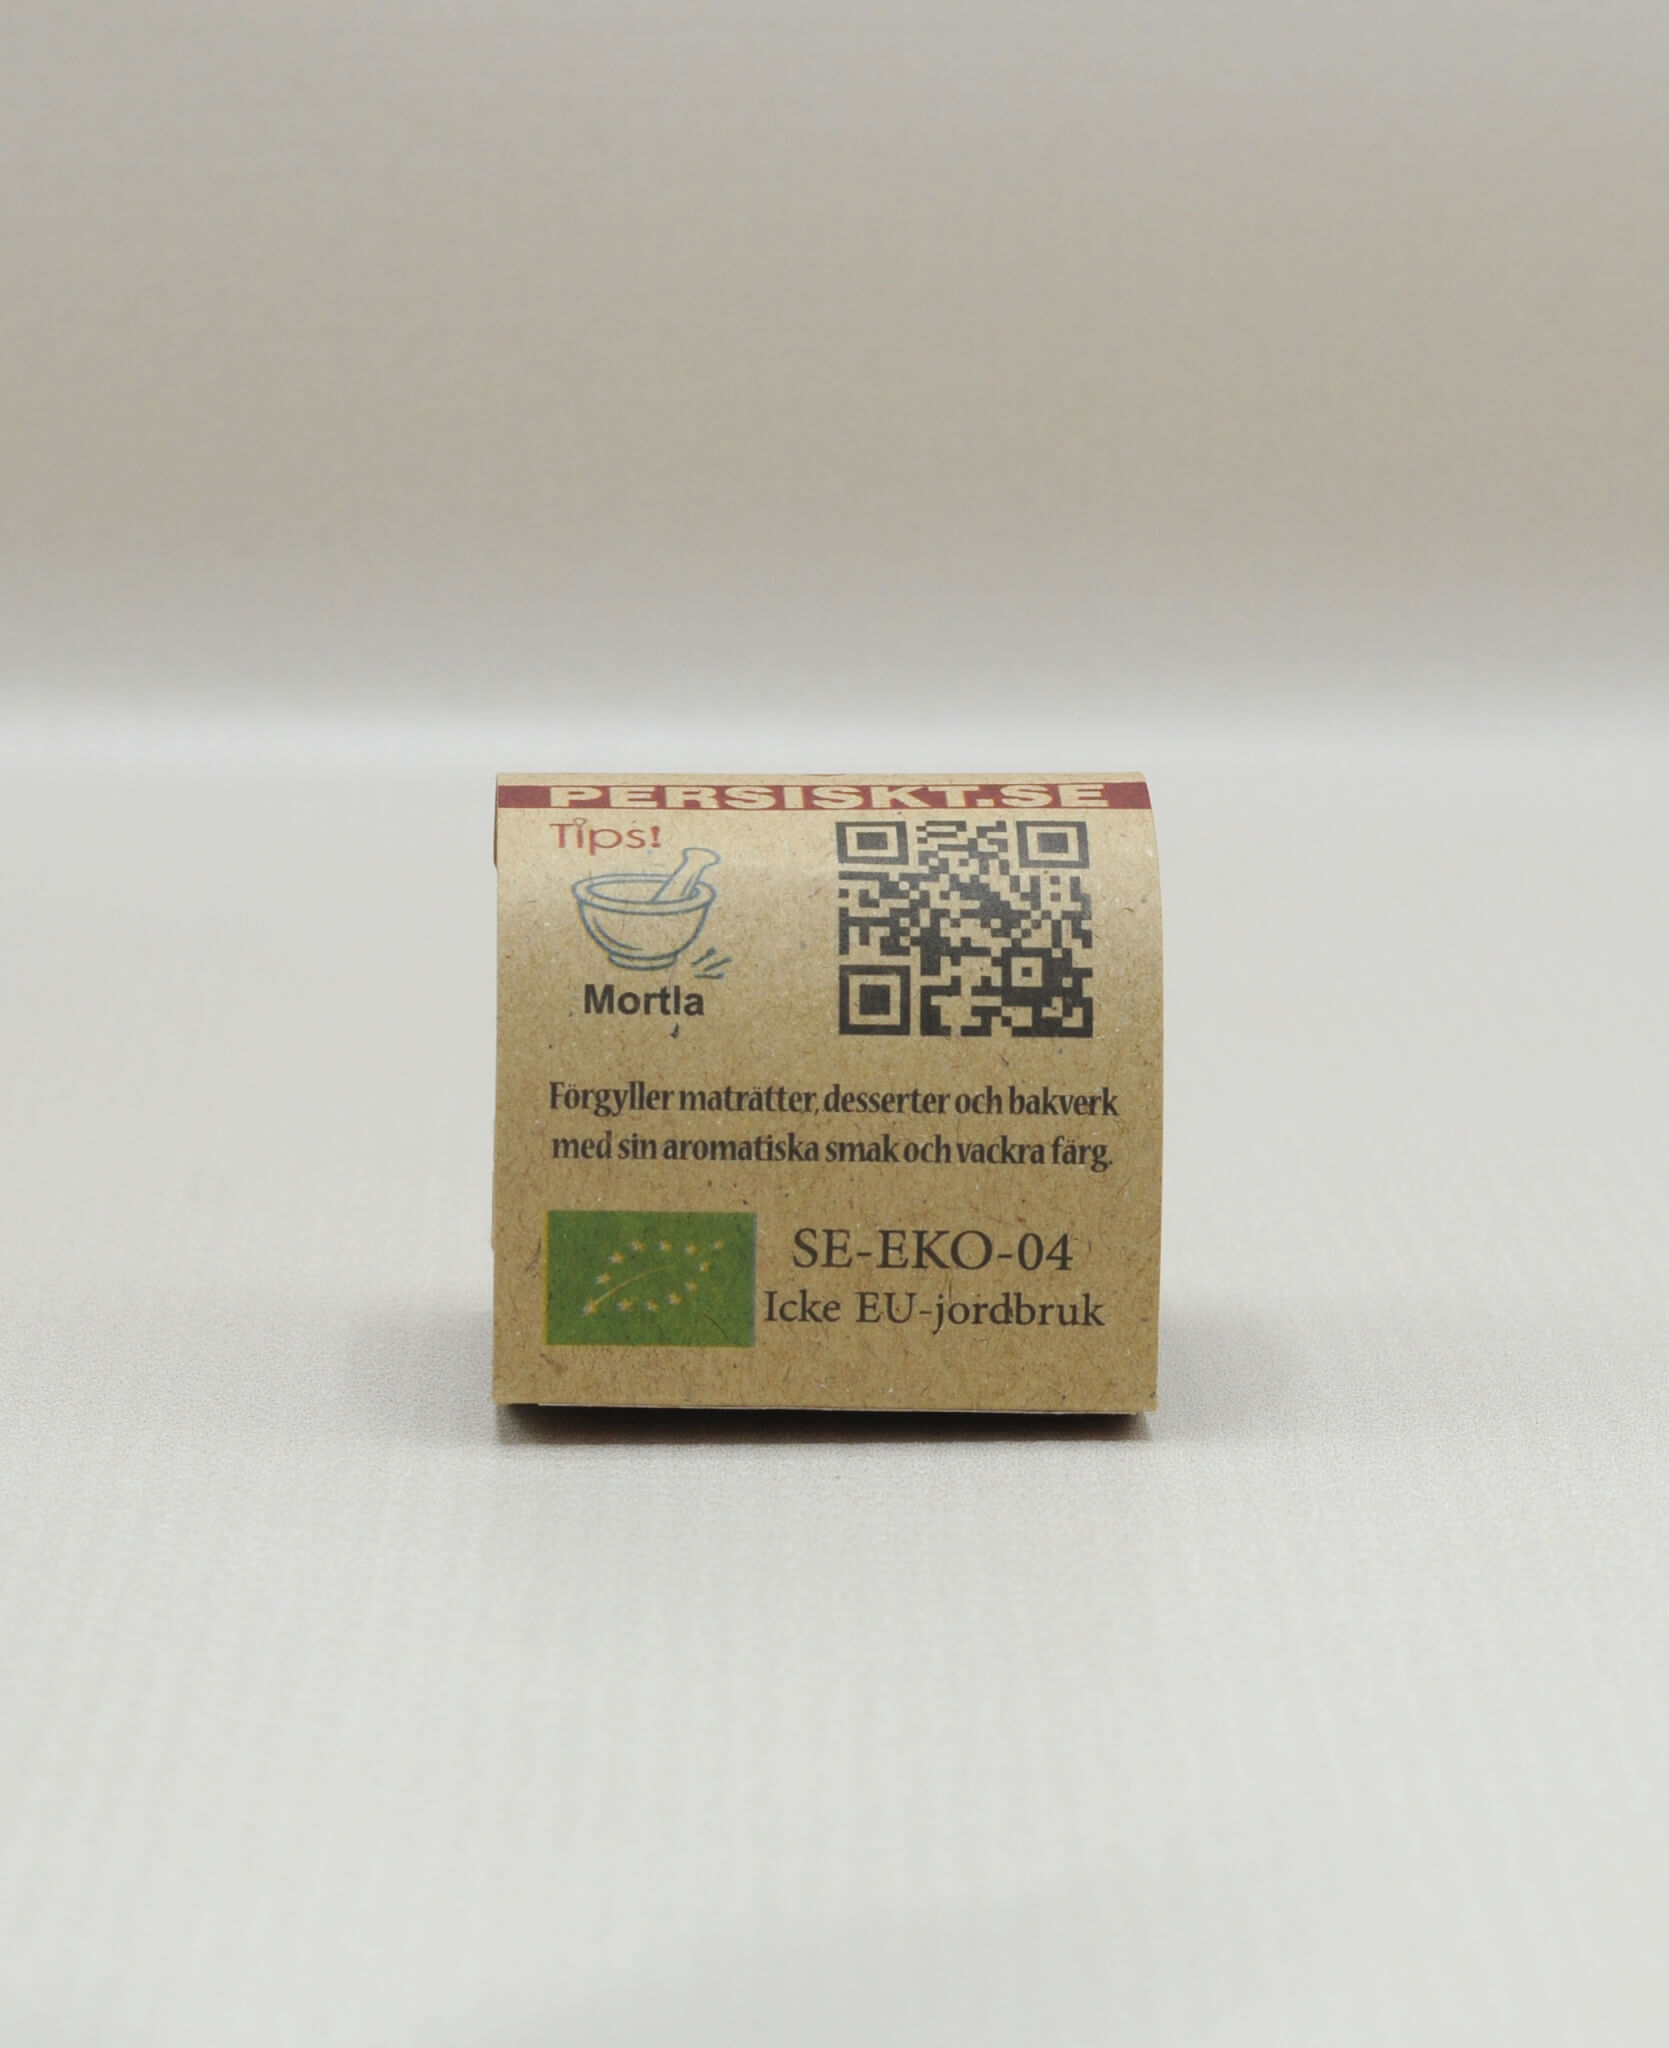 PERSISKT.SE
Tips!
Mortla
Förgyller maträtter, desserter och bakverk
med sin aromatiska smak och vackra färg.
SE-EKO-04
Icke EU-jordbruk